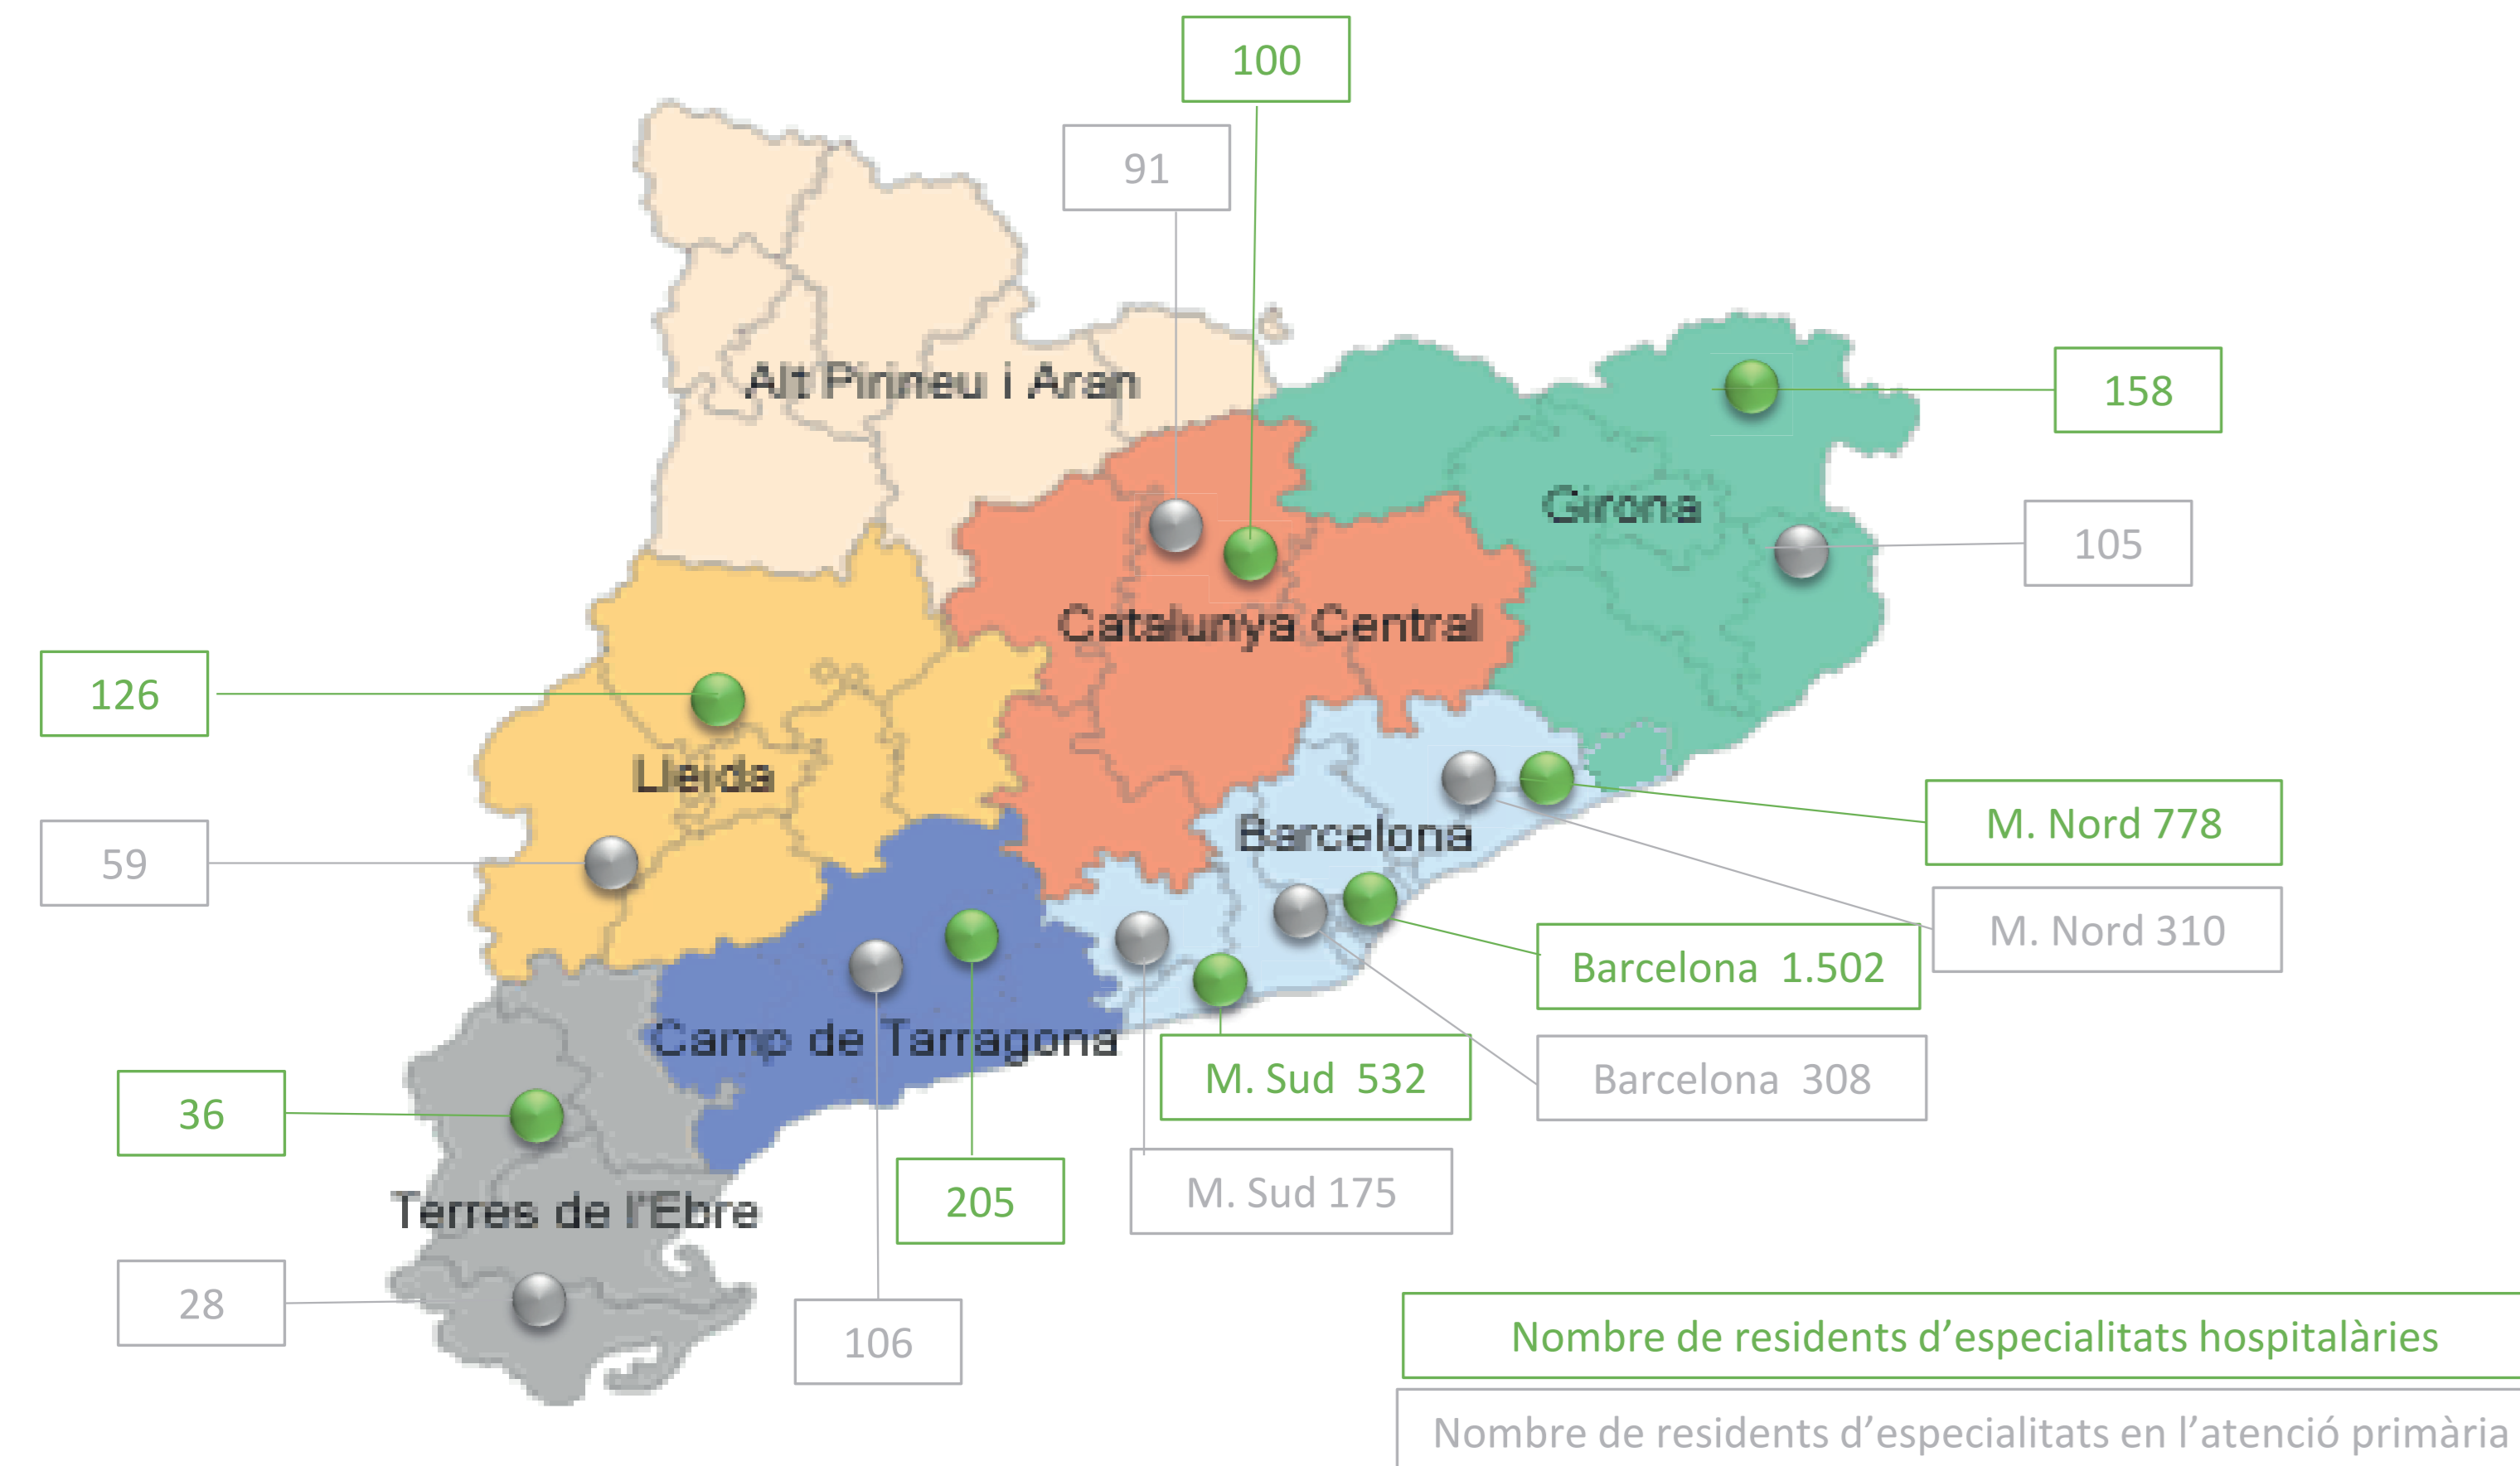 100
91
Alt Pirineu i Aran
158
Girona
105
Catalunya Central
126
Lleida
M. Nord 778
Barcelona
59
M. Nord 310
Barcelona 1.502
Camp de Tarragona
M. Sud 532
Barcelona 308
36
205
M. Sud 175
Terres de l'Ebre
28
106
Nombre de residents d’especialitats hospitalàries
Nombre de residents d’especialitats en l’atenció primària